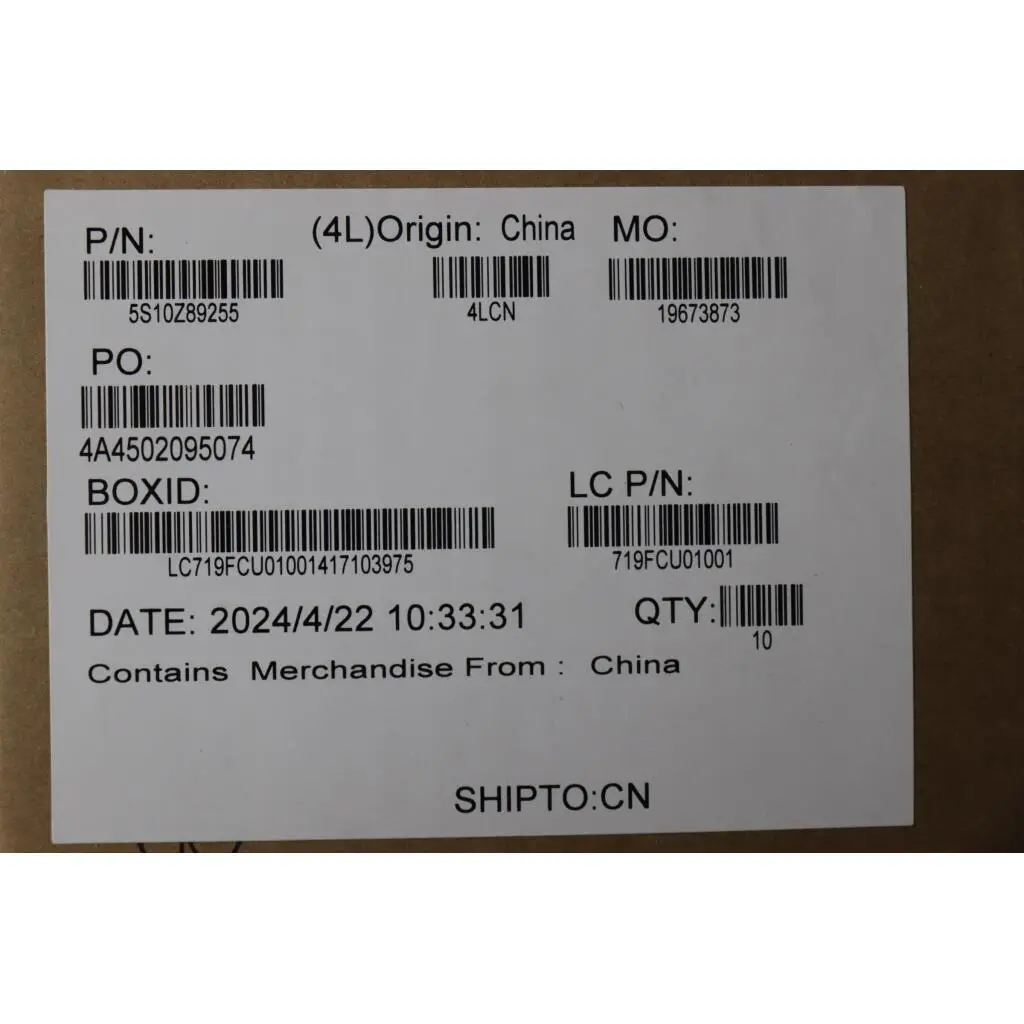 P/N: (4L)Origin: China MO:
5S10Z89255 4LCN 19673873
PO:
4A4502095074
BOXID: LC P/N:
LC719FCU01001417103975 719FCU01001
DATE: 2024/4/22 10:33:31 QTY:
10
Contains Merchandise From : China
SHIPTO:CN